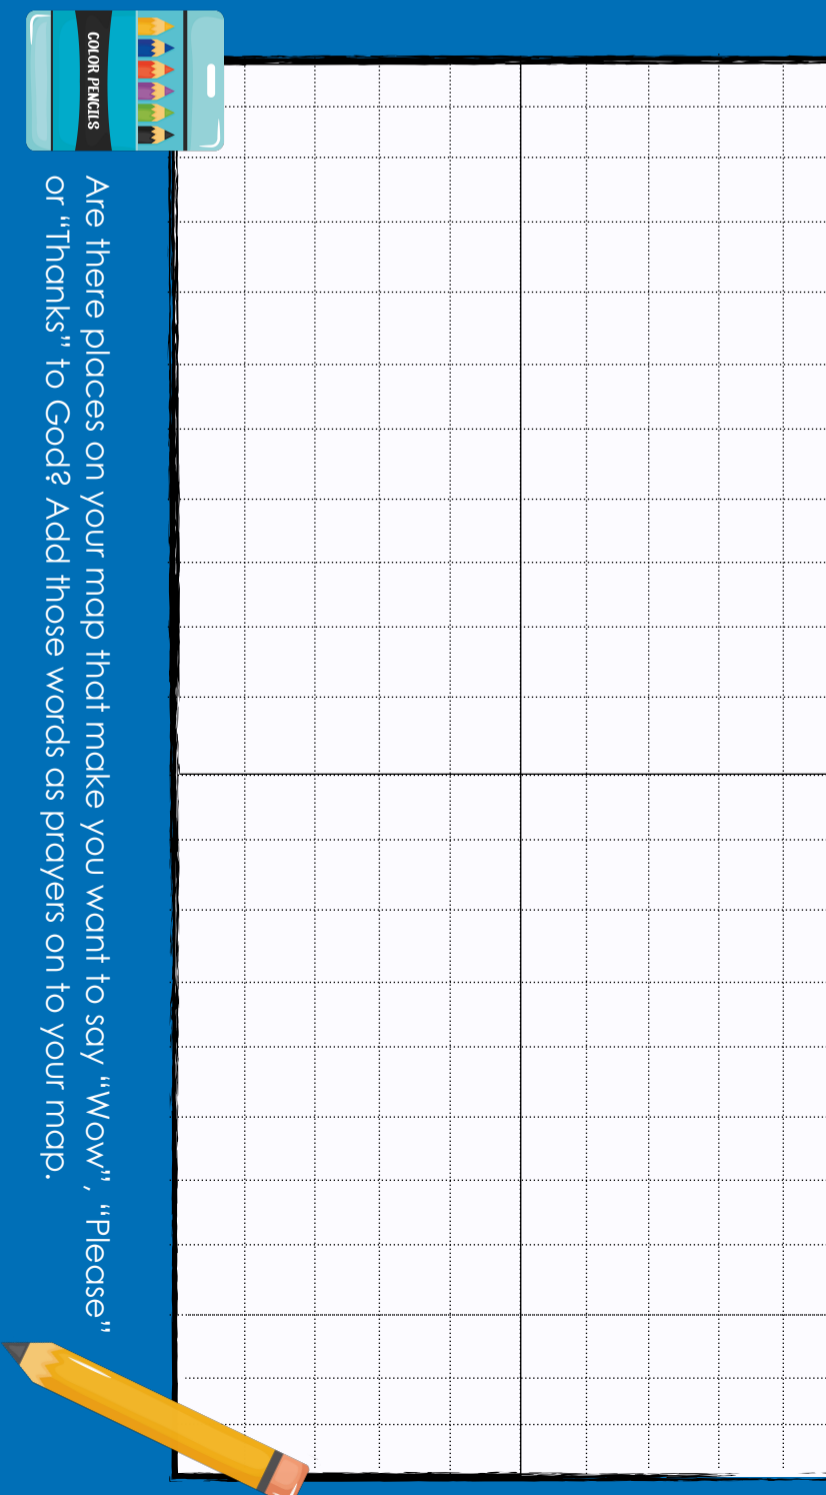 COLOR PENCILS
Are there places on your map that make you want to say “Wow”, “Please”
or “Thanks” to God? Add those words as prayers on to your map.